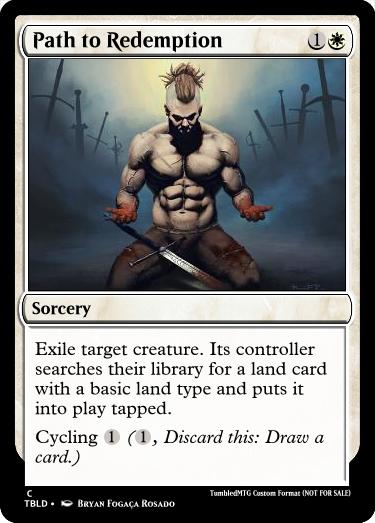 Path to Redemption 1
Sorcery
Exile target creature. Its controller
searches their library for a land card
with a basic land type and puts it
into play tapped.
Cycling 1 (1, Discard this: Draw a
card.)
C
TBLD • Bryan Fogaça Rosado
TumbledMTG Custom Format (NOT FOR SALE)